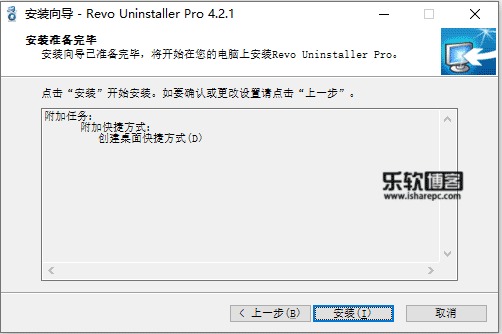 安装向导 - Revo Uninstaller Pro 4.2.1
安装准备完毕
安装向导已准备完毕，将开始在您的电脑上安装Revo Uninstaller Pro。
点击“安装”开始安装。如要确认或更改设置请点击“上一步”。
附加任务:
附加快捷方式:
创建桌面快捷方式(D)
乐软博客
www.isharepc.com
< 上一步(B)
安装(I)
取消